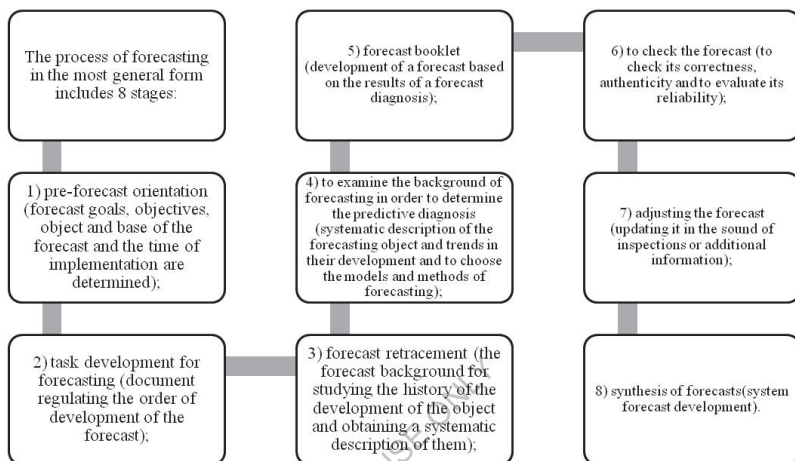 The process of forecasting
in the most general form
includes 8 stages:
1) pre-forecast orientation
(forecast goals, objectives,
object and base of the
forecast and the time of
implementation are
determined);
2) task development for
forecasting (document
regulating the order of
development of the
forecast);
3) forecast retracement (the
forecast background for
studying the history of the
development of the object
and obtaining a systematic
description of them);
4) to examine the background of
forecasting in order to determine
the predictive diagnosis
(systematic description of the
forecasting object and trends in
their development and to choose
the models and methods of
forecasting);
5) forecast booklet
(development of a forecast based
on the results of a forecast
diagnosis);
6) to check the forecast (to
check its correctness,
authenticity and to evaluate its
reliability);
7) adjusting the forecast
(updating it in the sound of
inspections or additional
information);
8) synthesis of forecasts(system
forecast development).
USE ONLY